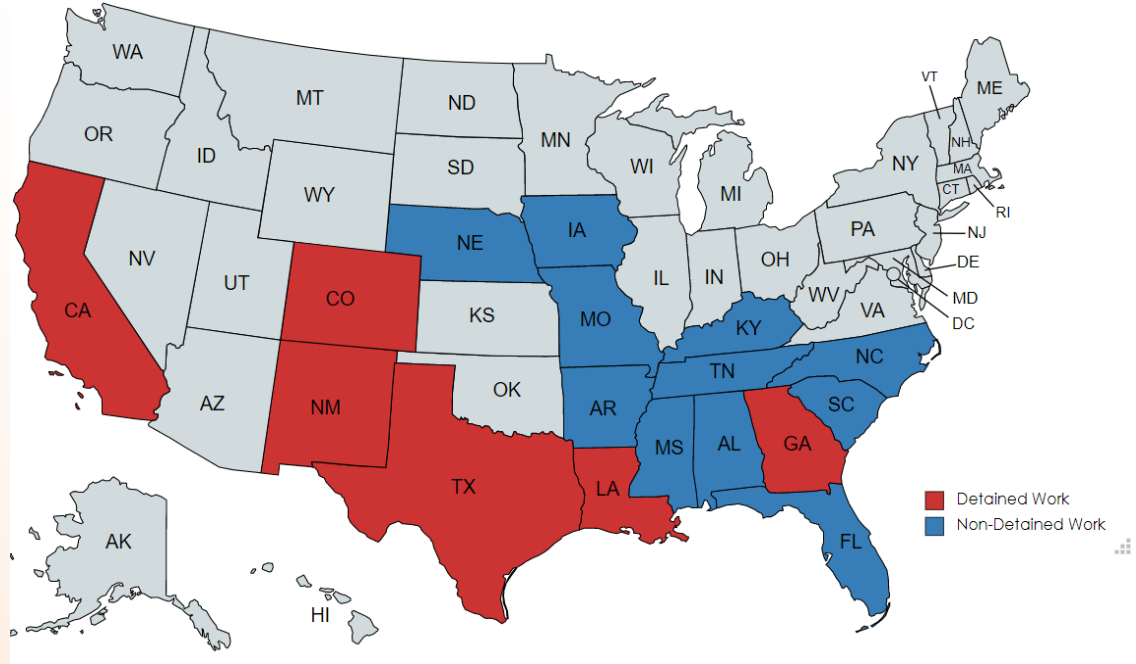 WA
MT
ND
MN
VT
ME
OR
ID
SD
WI
MI
NY
NH
MA
CT
RI
WY
NE
IA
PA
NJ
NV
UT
CO
IL
IN
OH
DE
MD
DC
CA
KS
MO
WV
VA
KY
NC
AZ
NM
OK
AR
TN
SC
MS
AL
GA
TX
LA
FL
AK
HI
Detained Work
Non-Detained Work